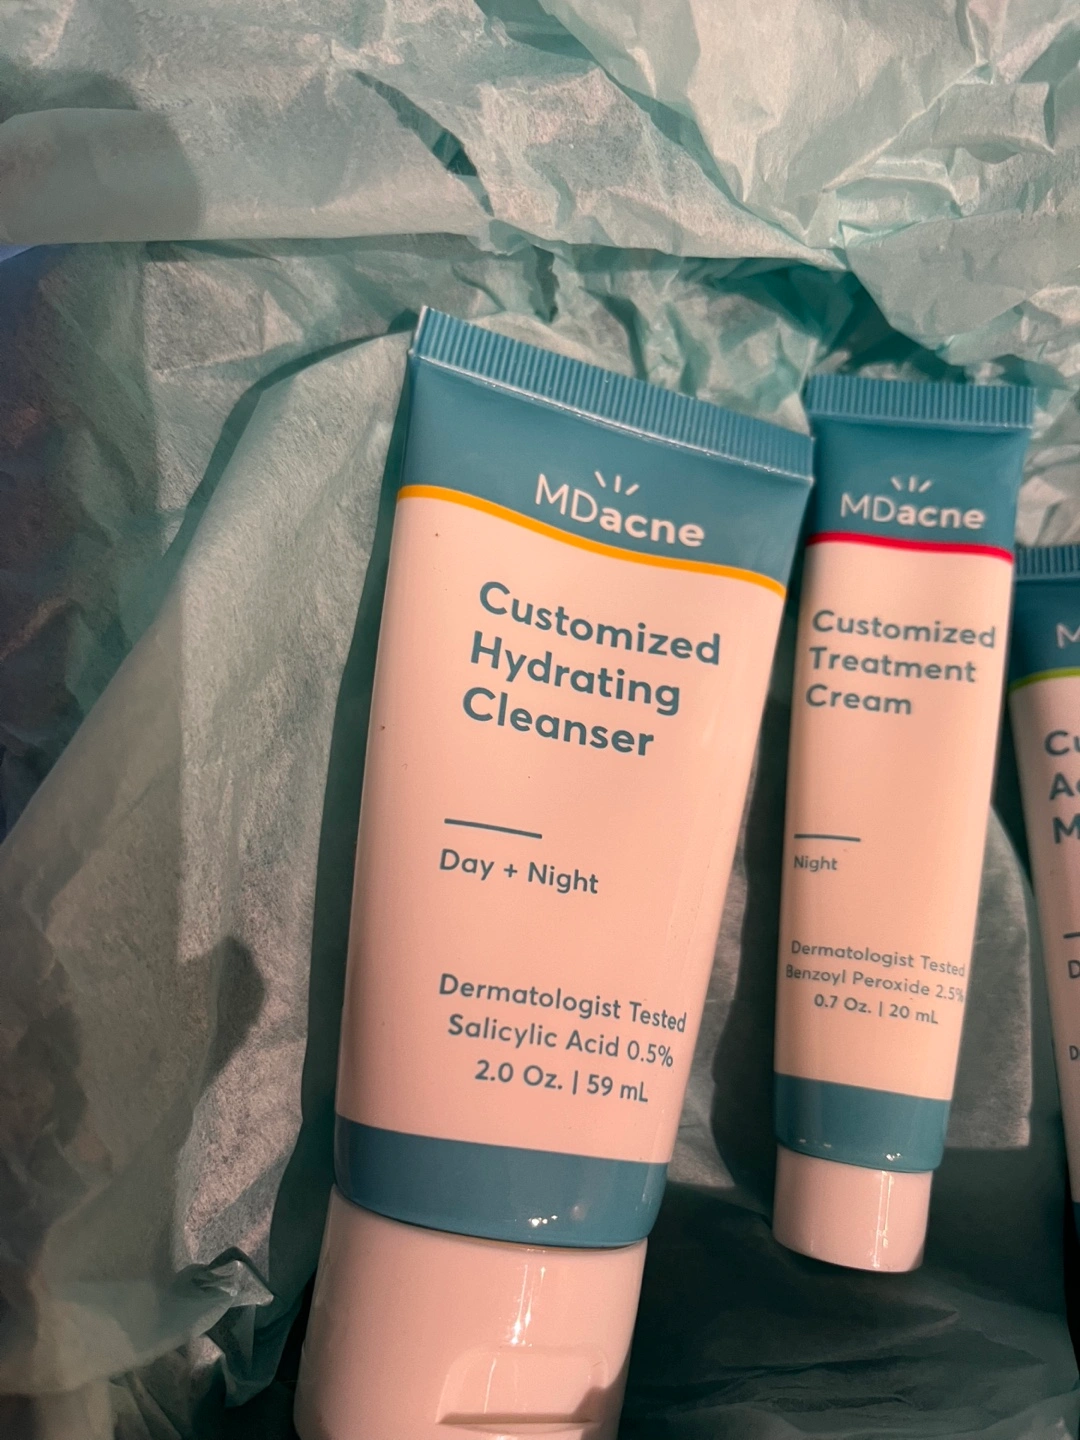 MDacne
Customized
Hydrating
Cleanser
Day + Night
Dermatologist Tested
Salicylic Acid 0.5%
2.0 Oz. | 59 mL
MDacne
Customized
Treatment
Cream
Night
Dermatologist Tested
Benzoyl Peroxide 2.5%
0.7 Oz. | 20 mL